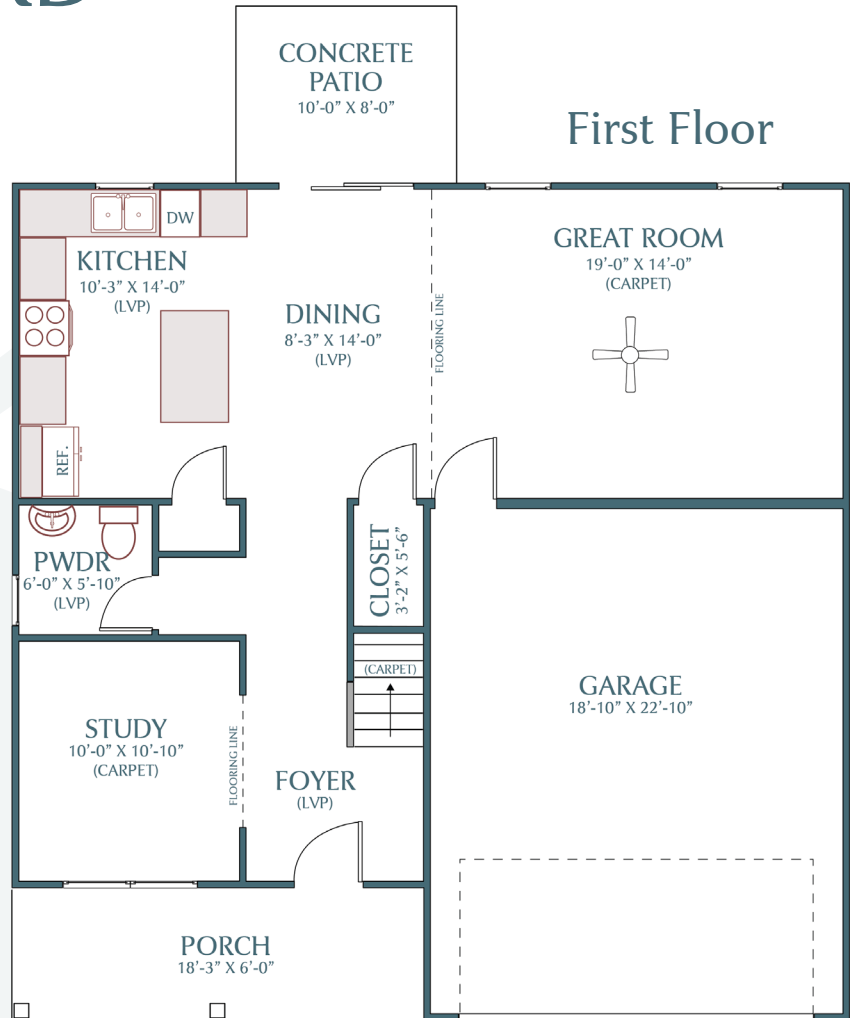 CONCRETE
PATIO
10’-0” X 8’-0”
First Floor
DW
KITCHEN
10’-3” X 14’-0”
(LVP)
GREAT ROOM
19’-0” X 14’-0”
(CARPET)
DINING
8’-3” X 14’-0”
(LVP)
FLOORING LINE
REF.
PWDR
6’-0” X 5’-10”
(LVP)
CLOSET
3’-2” X 5’-6”
(CARPET)
GARAGE
18’-10” X 22’-10”
STUDY
10’-0” X 10’-10”
(CARPET)
FLOORING LINE
FOYER
(LVP)
PORCH
18’-3” X 6’-0”